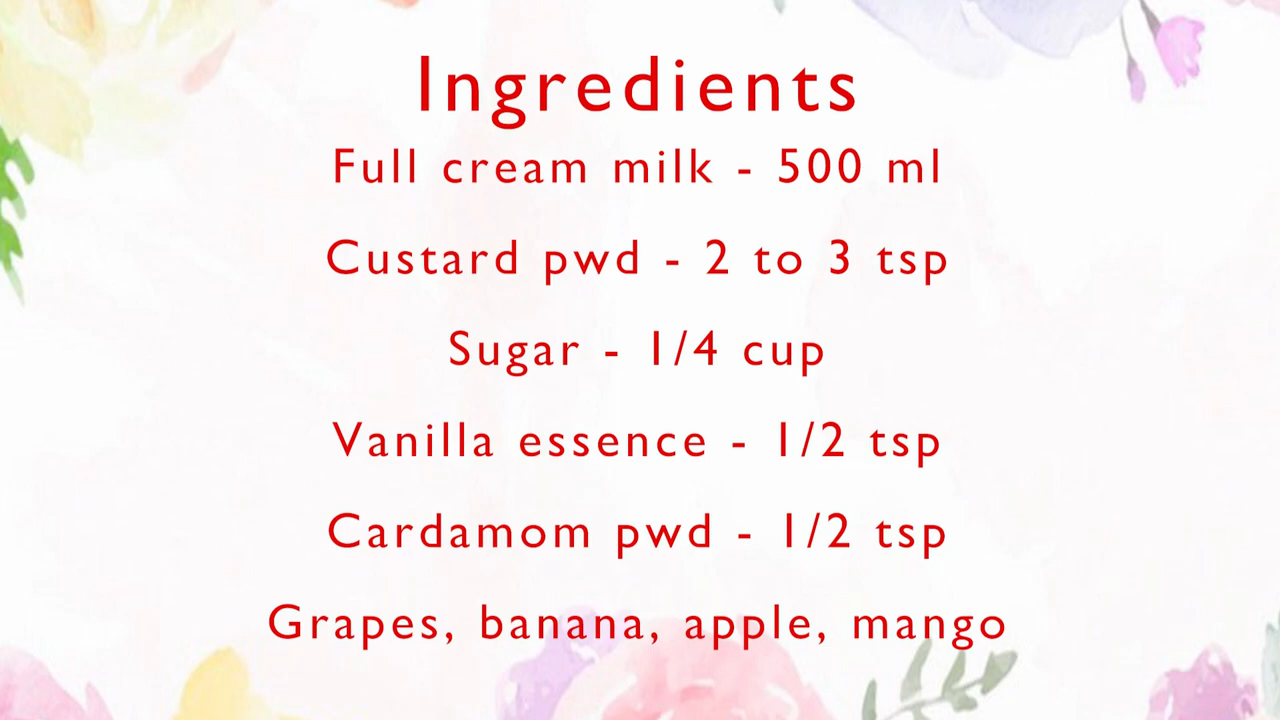 Ingredients
Full cream milk - 500 ml
Custard pwd - 2 to 3 tsp
Sugar - 1/4 cup
Vanilla essence - 1/2 tsp
Cardamom pwd - 1/2 tsp
Grapes, banana, apple, mango